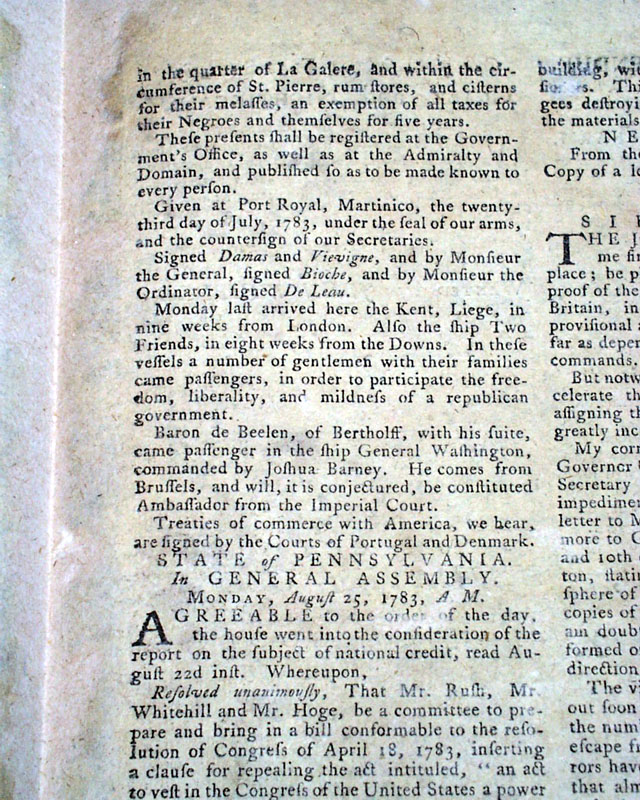 in the quarter of La Galere, and within the cir-
cumference of St. Pierre, rum ſtores, and ciſterns
for their melaſſes, an exemption of all taxes for
their Negroes and themſelves for five years.
Theſe preſents ſhall be regiſtered at the Govern-
ment's Office, as well as at the Admiralty and
Domain, and publiſhed ſo as to be made known to
every perſon.
Given at Port Royal, Martinico, the twenty-
third day of July, 1783, under the ſeal of our arms,
and the counterſign of our Secretaries.
Signed Damas and Vievigne, and by Monſieur
the General, ſigned Bioche, and by Monſieur the
Ordinator, ſigned De Leau.
Monday laſt arrived here the Kent, Liege, in
nine weeks from London. Alſo the ſhip Two
Friends, in eight weeks from the Downs. In theſe
veſſels a number of gentlemen with their families
came paſſengers, in order to participate the free-
dom, liberality, and mildneſs of a republican
government.
Baron de Beelen, of Bertholff, with his ſuite,
came paſſenger in the ſhip General Waſhington,
commanded by Joſhua Barney. He comes from
Bruſſels, and will, it is conjectured, be conſtituted
Ambaſſador from the Imperial Court.
Treaties of commerce with America, we hear,
are ſigned by the Courts of Portugal and Denmark.
STATE of PENNSYLVANIA.
In GENERAL ASSEMBLY.
MONDAY, Auguſt 25, 1783, A M.
AGREEABLE to the order of the day,
the houſe went into the conſideration of the
report on the ſubject of national credit, read Au-
guſt 22d inſt. Whereupon,
Reſolved unanimouſly, That Mr. Ruſh, Mr.
Whitehill and Mr. Hoge, be a committee to pre-
pare and bring in a bill conformable to the reſo-
lution of Congreſs of April 18, 1783, inſerting
a clauſe for repealing the act intituled, " an act
to veſt in the Congreſs of the United States a power
building, wi
gees deſtroyi
the materials
N E
From th
Copy of a le
S I
THE
me fi
place; be p
proof of the
Britain, in
proviſional
far as deper
commands.
But notw
celerate th
aſſigning th
greatly inc
My corr
Governor
Secretary
impedimer
letter to M
more to C
and 10th
ton, ſtati
ſphere of
copies of
am doub
formed o
direction
The vi
out ſoon
the num
eſcape f
rors hav
that aln